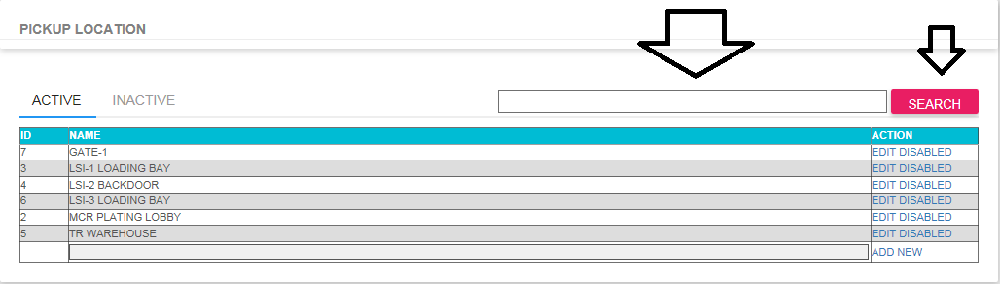 PICKUP LOCATION
ACTIVE INACTIVE SEARCH
ID NAME ACTION
7 GATE-1 EDIT DISABLED
3 LSI-1 LOADING BAY EDIT DISABLED
4 LSI-2 BACKDOOR EDIT DISABLED
6 LSI-3 LOADING BAY EDIT DISABLED
2 MCR PLATING LOBBY EDIT DISABLED
5 TR WAREHOUSE EDIT DISABLED
ADD NEW